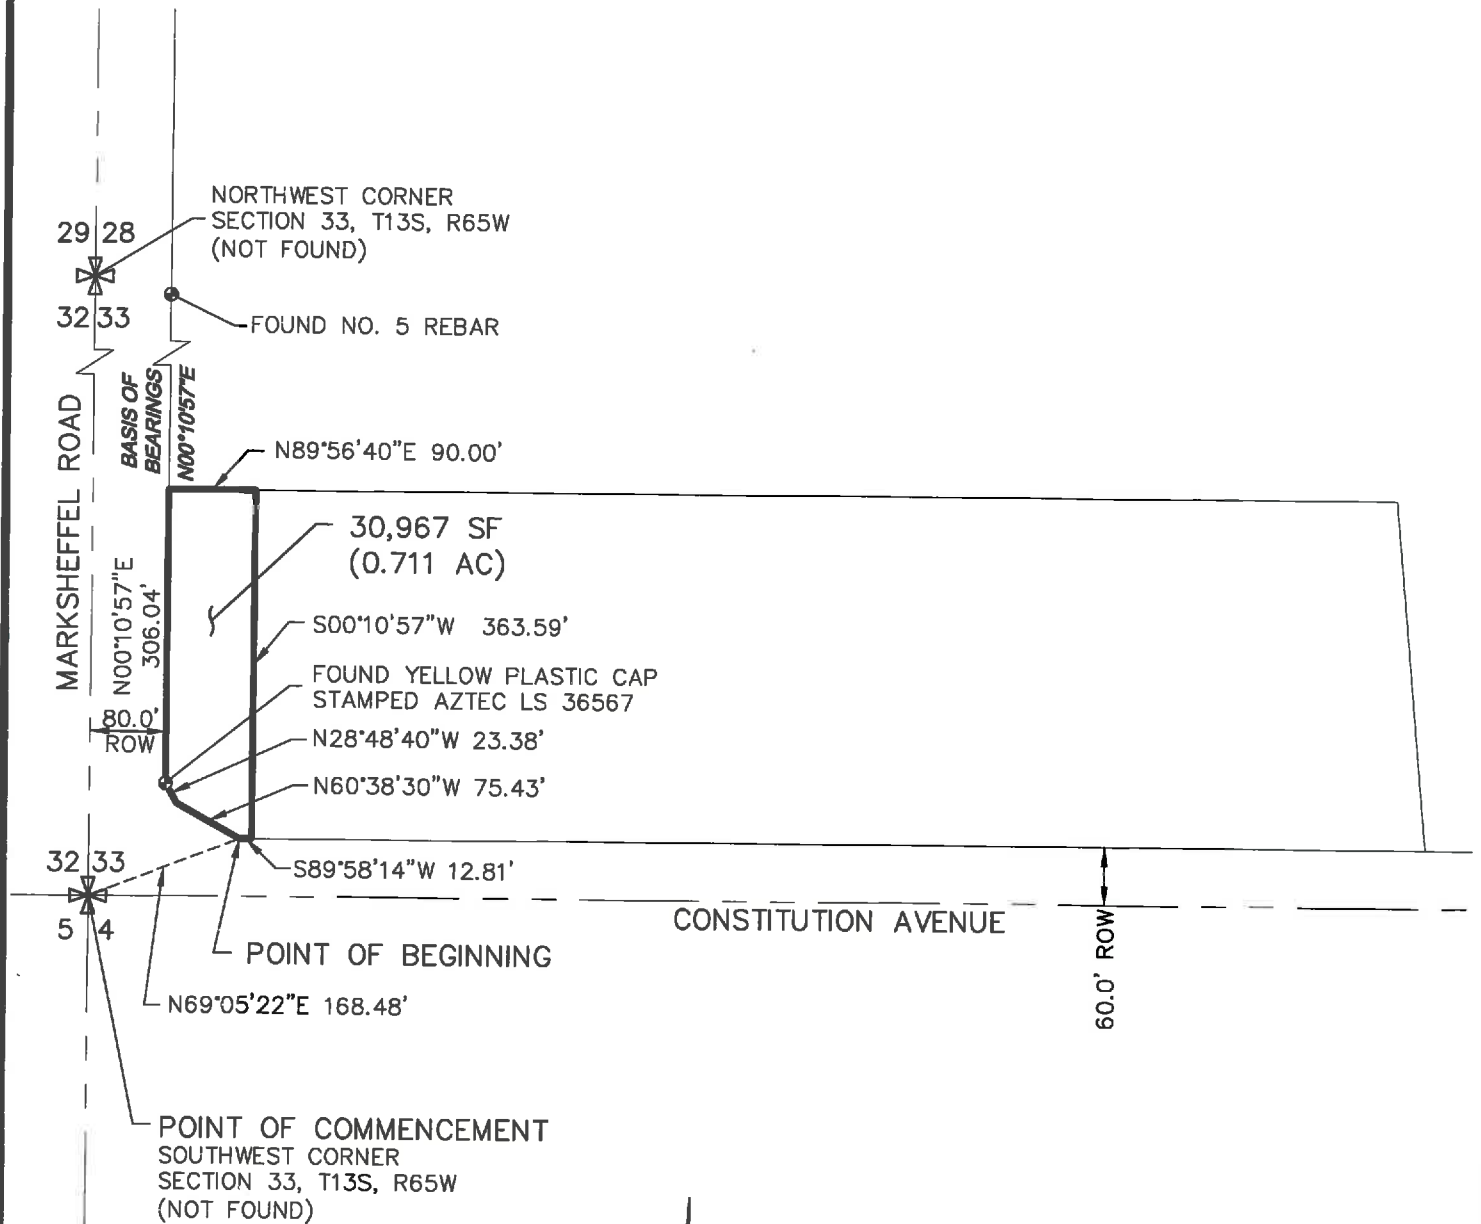 NORTHWEST CORNER
SECTION 33, T13S, R65W
(NOT FOUND)
29 28
32 33
FOUND NO. 5 REBAR
BASIS OF
BEARINGS
N00°10'57"E
MARKSHEFFEL ROAD
N89°56'40"E 90.00'
30,967 SF
(0.711 AC)
N00°10'57"E
306.04'
S00°10'57"W 363.59'
FOUND YELLOW PLASTIC CAP
STAMPED AZTEC LS 36567
80.0'
ROW
N28°48'40"W 23.38'
N60°38'30"W 75.43'
32 33
S89°58'14"W 12.81'
5 4
CONSTITUTION AVENUE
60.0' ROW
POINT OF BEGINNING
N69°05'22"E 168.48'
POINT OF COMMENCEMENT
SOUTHWEST CORNER
SECTION 33, T13S, R65W
(NOT FOUND)